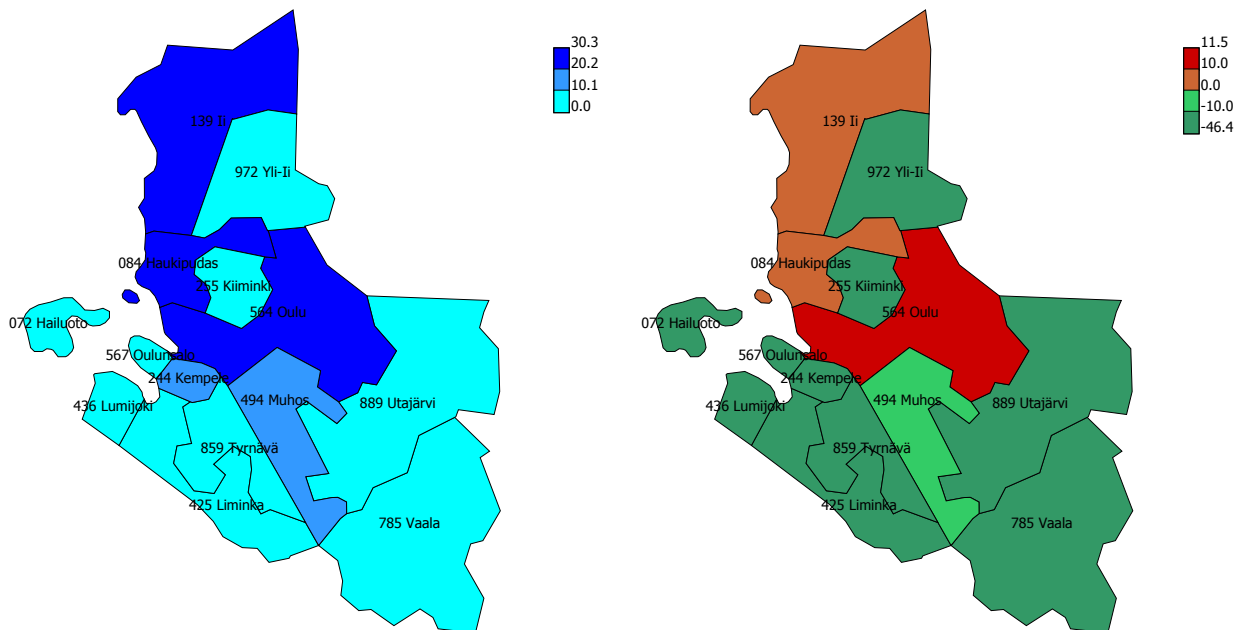 30.3
20.2
10.1
0.0
139 Ii
972 Yli-Ii
084 Haukipudas
255 Kiiminki
564 Oulu
072 Hailuoto
567 Oulunsalo
244 Kempele
436 Lumijoki
494 Muhos
889 Utajärvi
859 Tyrnävä
425 Liminka
785 Vaala
11.5
10.0
0.0
-10.0
-46.4
139 Ii
972 Yli-Ii
084 Haukipudas
255 Kiiminki
564 Oulu
072 Hailuoto
567 Oulunsalo
244 Kempele
436 Lumijoki
494 Muhos
889 Utajärvi
859 Tyrnävä
425 Liminka
785 Vaala